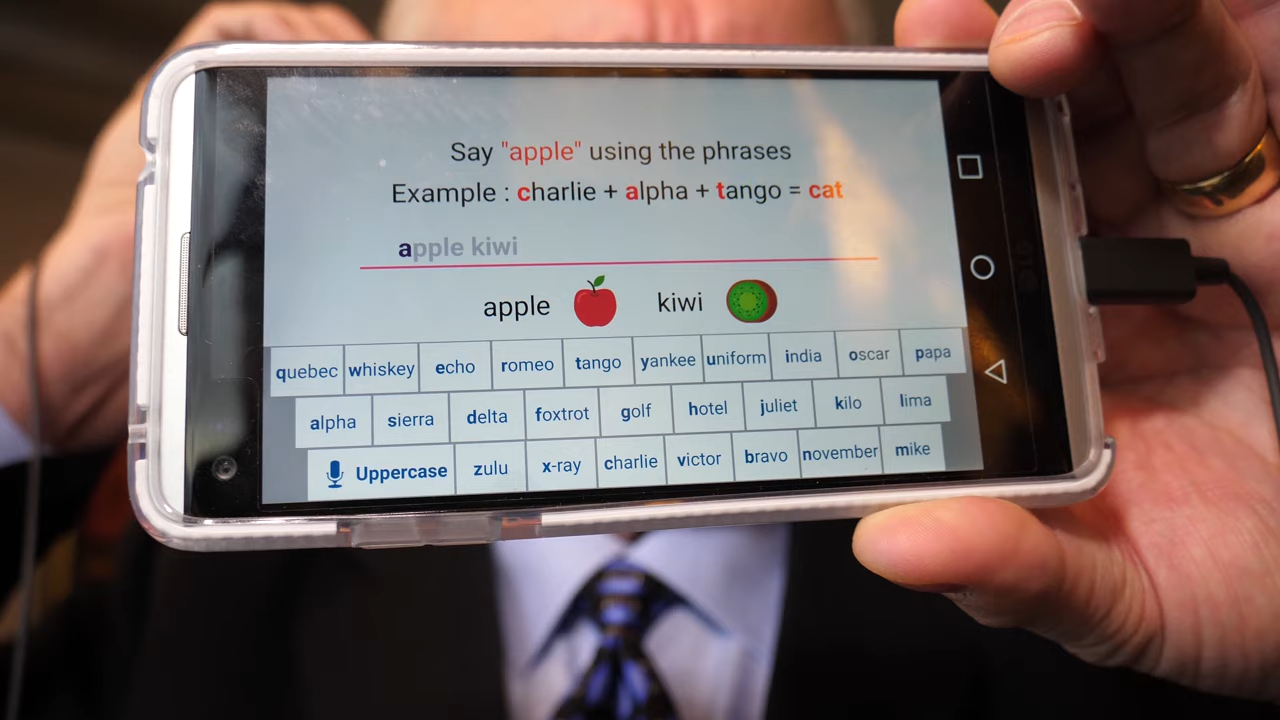 Say "apple" using the phrases
Example : charlie + alpha + tango = cat
apple kiwi
apple kiwi
quebec whiskey echo romeo tango yankee uniform india oscar papa
alpha sierra delta foxtrot golf hotel juliet kilo lima
Uppercase zulu x-ray charlie victor bravo november mike